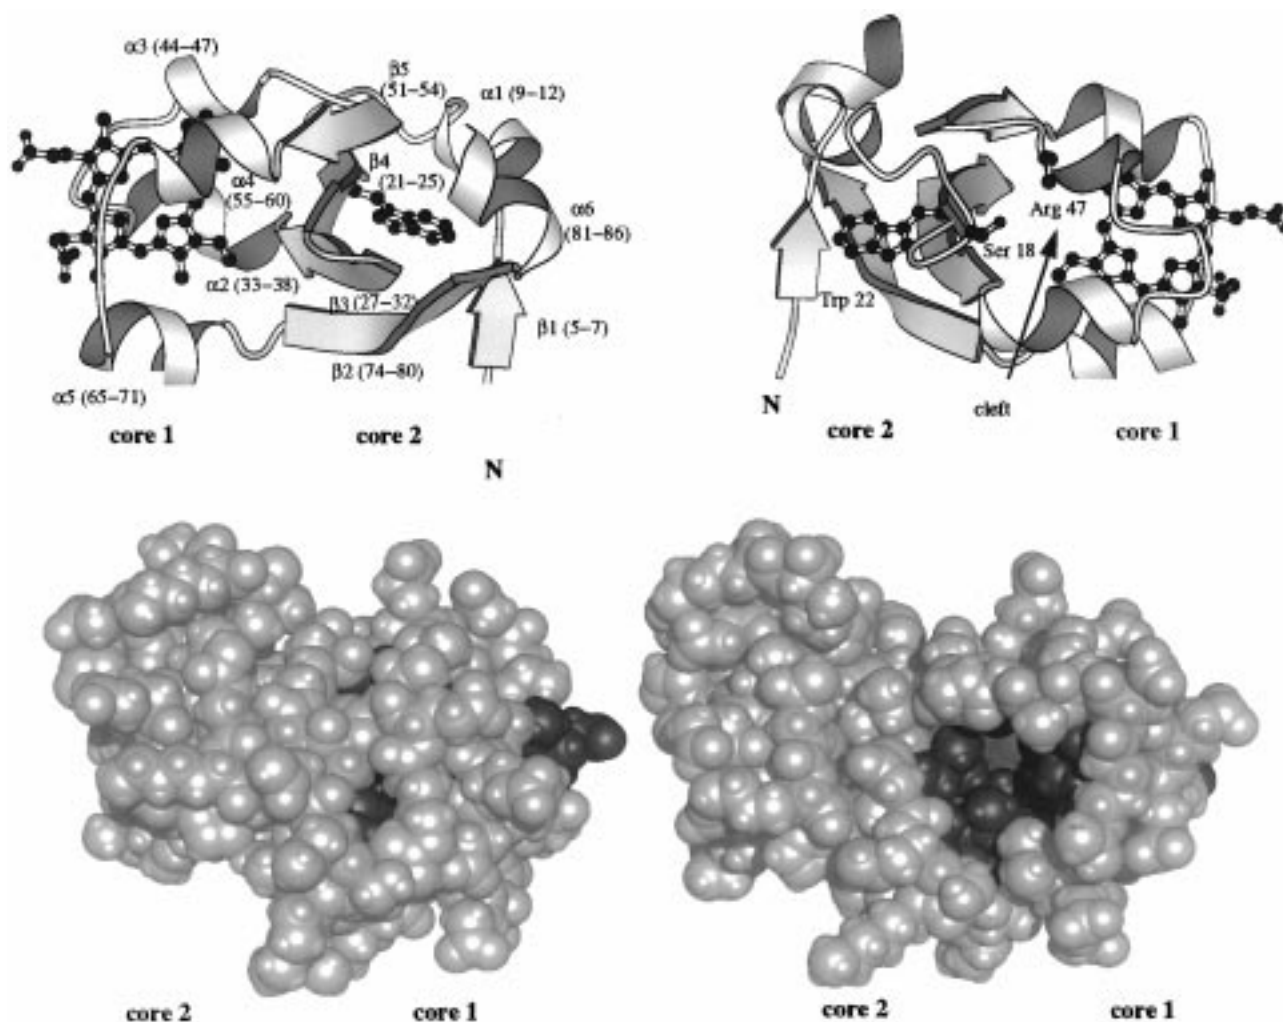 α3 (44–47)
β5
(51–54)
α1 (9–12)
β4
(21–25)
α4
(55–60)
α6
(81–86)
α2 (33–38)
β3 (27–32)
β1 (5–7)
β2 (74–80)
α5 (65–71)
core 1
core 2
N
Arg 47
Ser 18
Trp 22
N
cleft
core 2
core 1
core 2
core 1
core 2
core 1